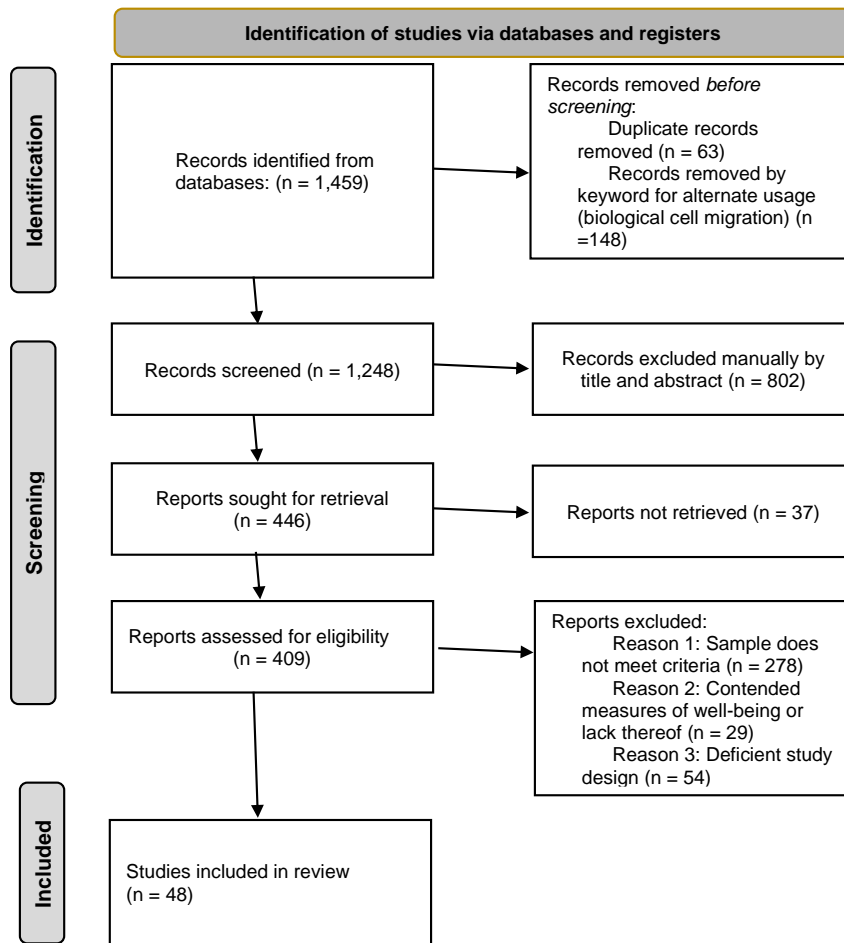 Identification of studies via databases and registers
Identification
Records identified from
databases: (n = 1,459)
Records removed before
screening:
Duplicate records
removed (n = 63)
Records removed by
keyword for alternate usage
(biological cell migration) (n
=148)
Screening
Records screened (n = 1,248)
Records excluded manually by
title and abstract (n = 802)
Reports sought for retrieval
(n = 446)
Reports not retrieved (n = 37)
Reports assessed for eligibility
(n = 409)
Reports excluded:
Reason 1: Sample does
not meet criteria (n = 278)
Reason 2: Contended
measures of well-being or
lack thereof (n = 29)
Reason 3: Deficient study
design (n = 54)
Included
Studies included in review
(n = 48)